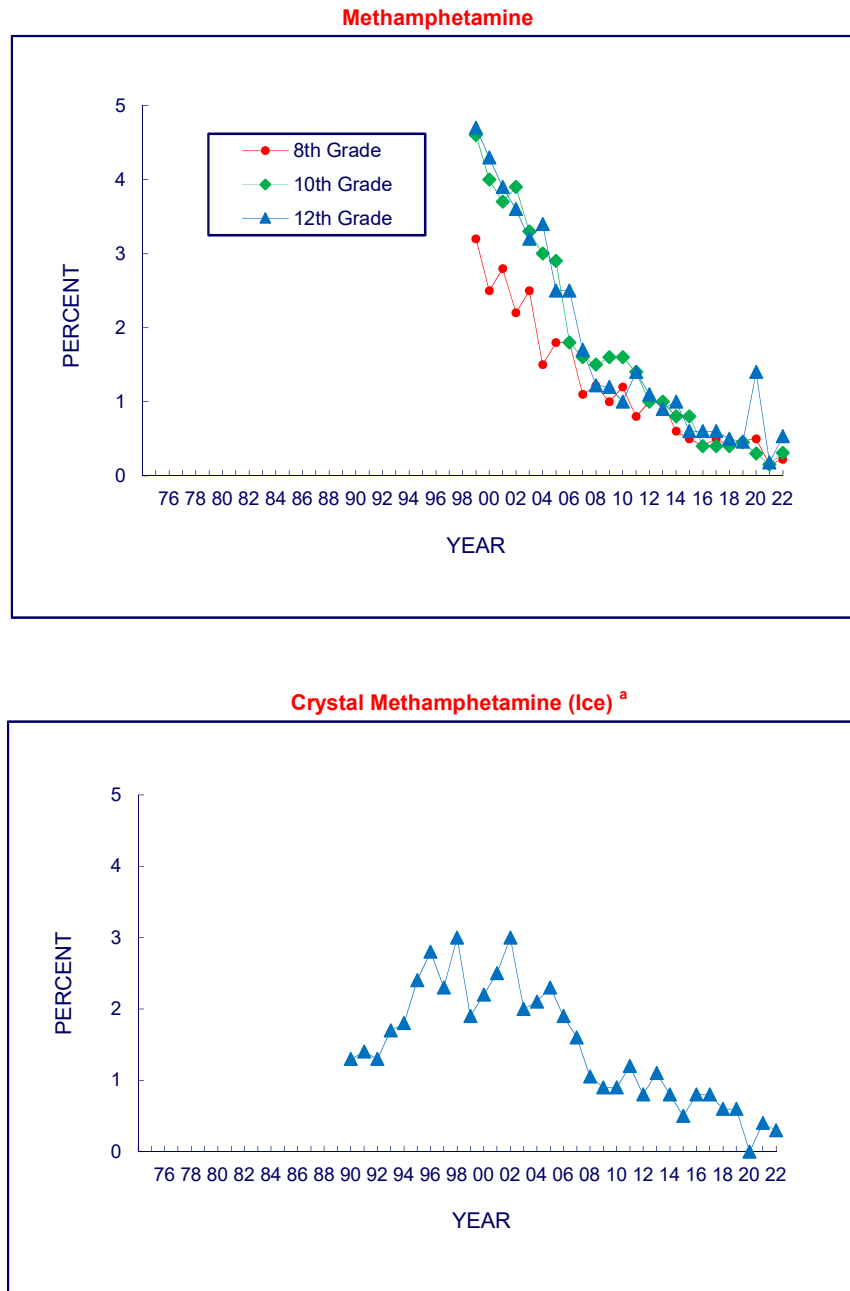 Methamphetamine
5
8th Grade
4
10th Grade
12th Grade
3
PERCENT
2
1
0
76 78 80 82 84 86 88 90 92 94 96 98 00 02 04 06 08 10 12 14 16 18 20 22
YEAR
Crystal Methamphetamine (Ice) a
5
4
3
PERCENT
2
1
0
76 78 80 82 84 86 88 90 92 94 96 98 00 02 04 06 08 10 12 14 16 18 20 22
YEAR